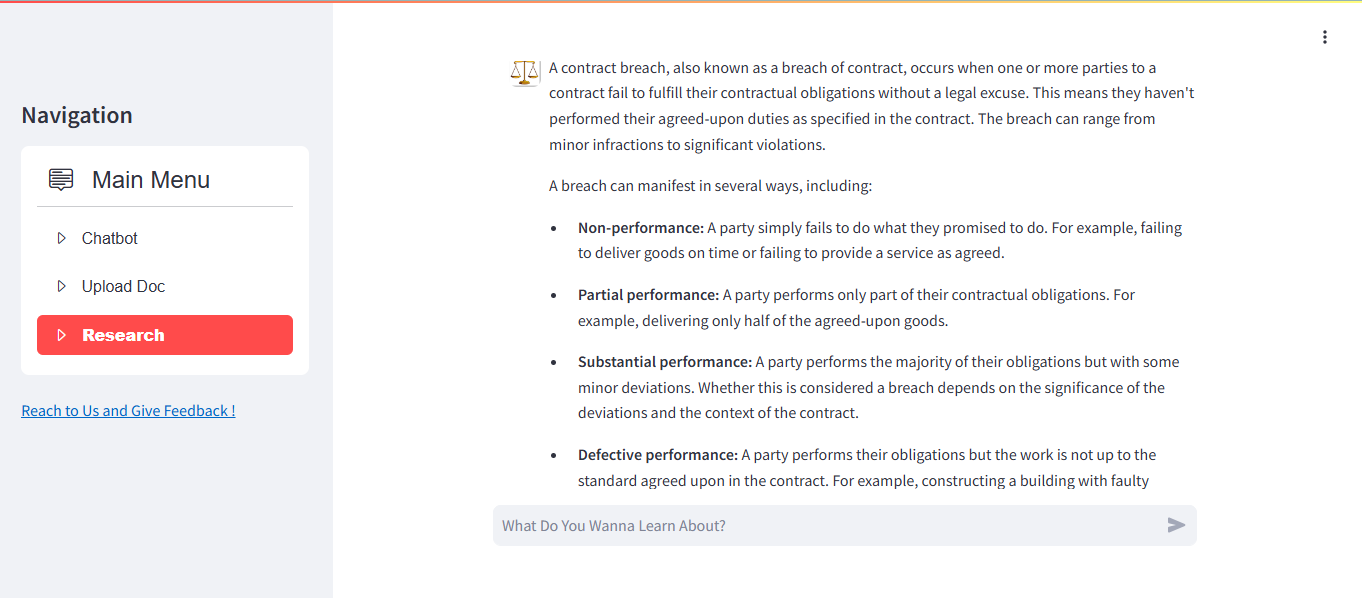 Navigation
Main Menu
Chatbot
Upload Doc
Research
Reach to Us and Give Feedback !
A contract breach, also known as a breach of contract, occurs when one or more parties to a
contract fail to fulfill their contractual obligations without a legal excuse. This means they haven't
performed their agreed-upon duties as specified in the contract. The breach can range from
minor infractions to significant violations.
A breach can manifest in several ways, including:
• Non-performance: A party simply fails to do what they promised to do. For example, failing
to deliver goods on time or failing to provide a service as agreed.
• Partial performance: A party performs only part of their contractual obligations. For
example, delivering only half of the agreed-upon goods.
• Substantial performance: A party performs the majority of their obligations but with some
minor deviations. Whether this is considered a breach depends on the significance of the
deviations and the context of the contract.
• Defective performance: A party performs their obligations but the work is not up to the
standard agreed upon in the contract. For example, constructing a building with faulty
What Do You Wanna Learn About?